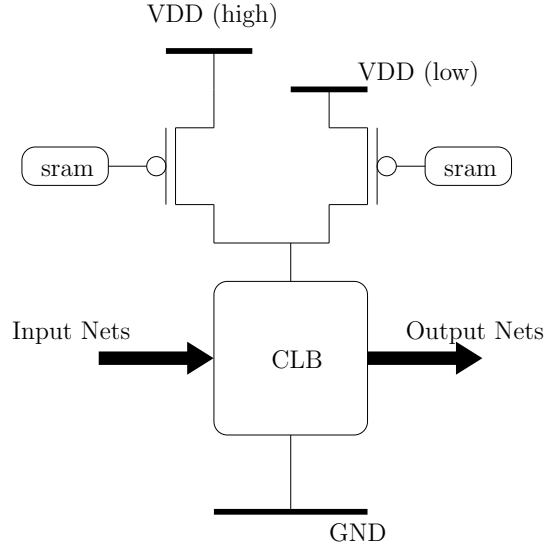 VDD (high)
VDD (low)
sram
sram
Input Nets
Output Nets
CLB
GND